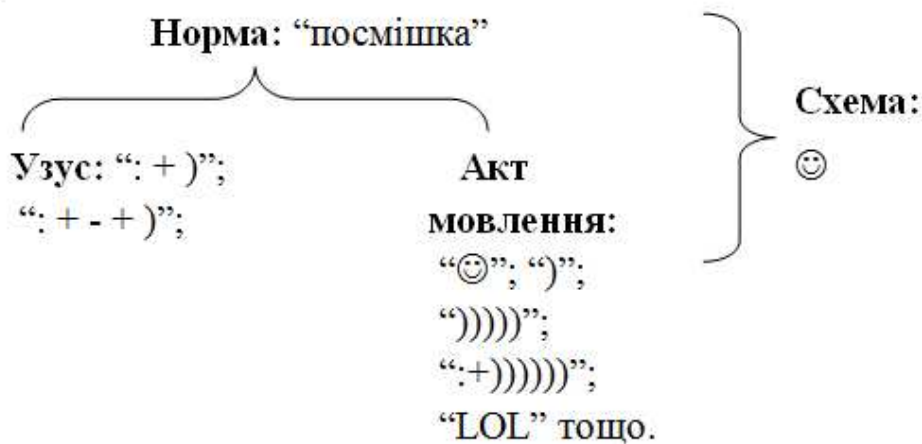 Норма: “посмішка”
Схема:
☺
Узус: “: + )”;
“: + - + )”;
Акт
мовлення:
“☺”; “)”;
“)))))”;
“:+))))))”;
“LOL” тощо.